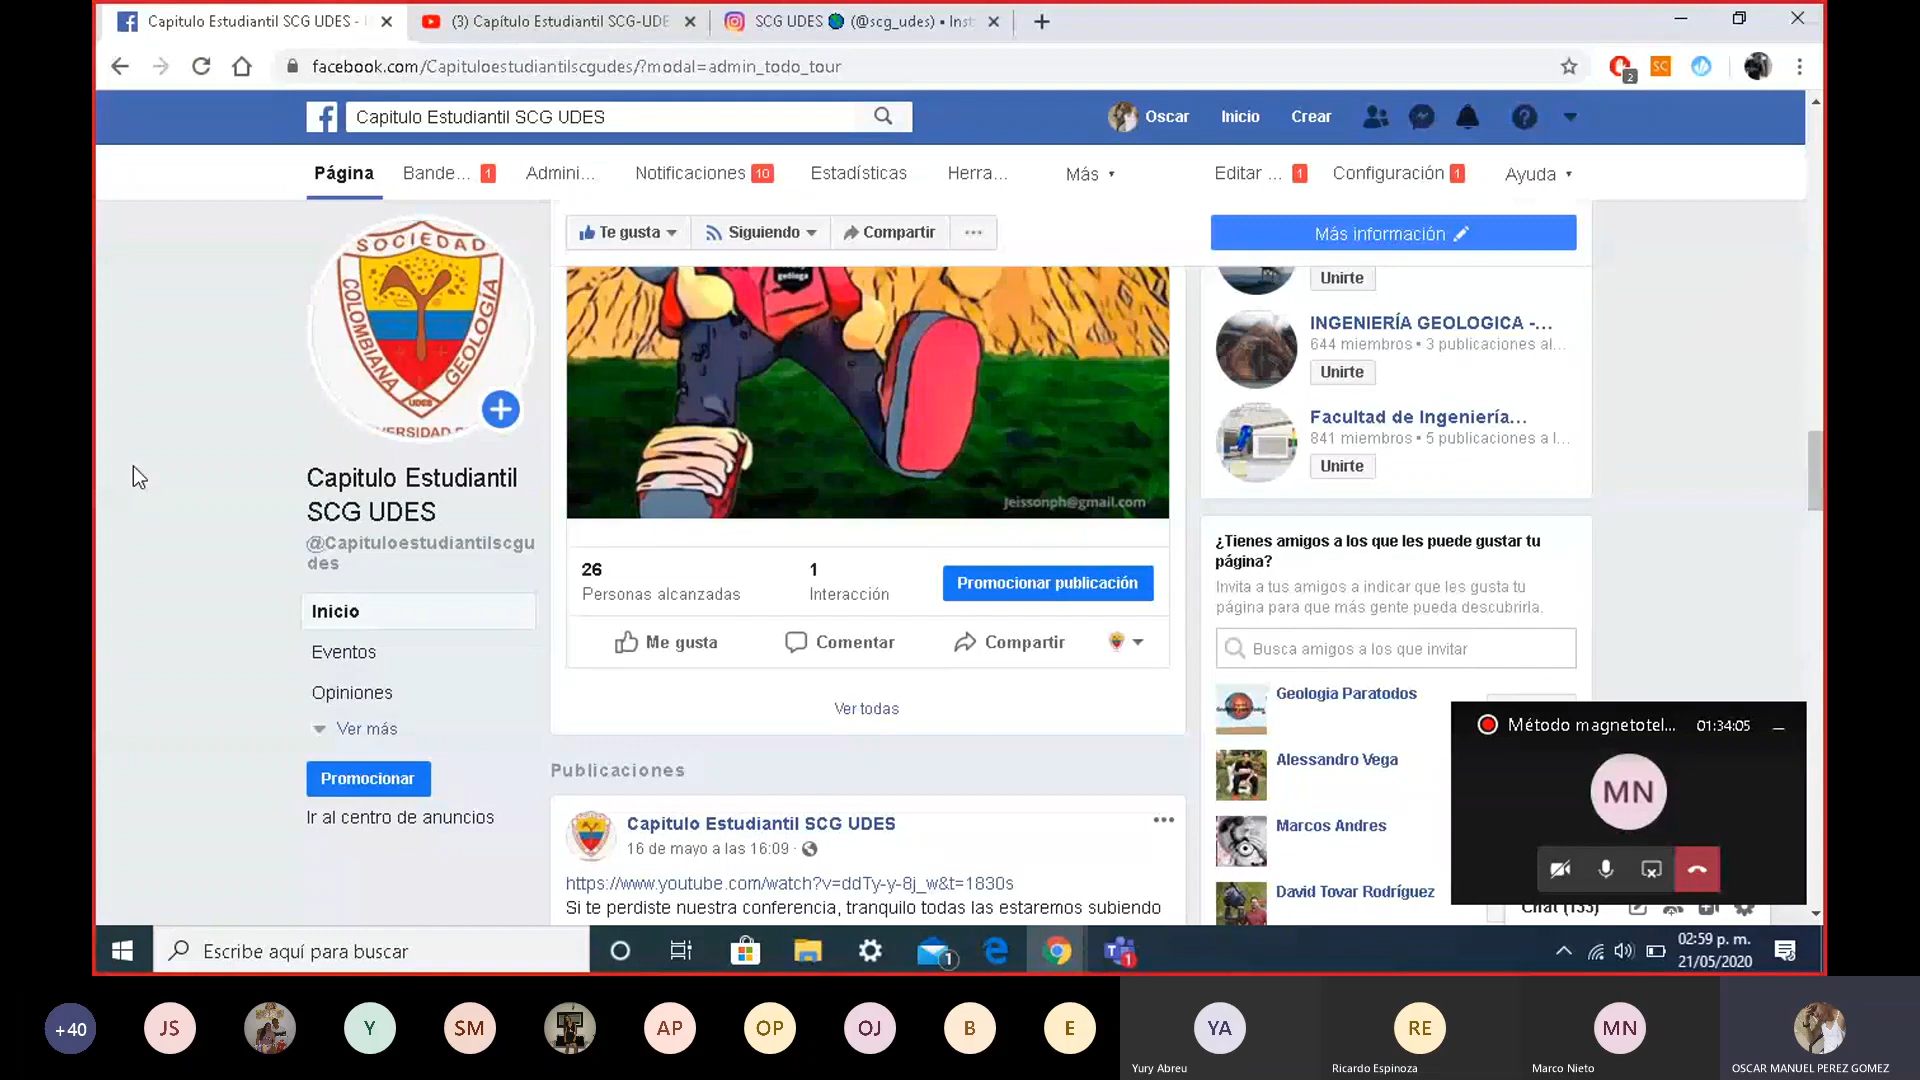 Capitulo Estudiantil SCG UDES -
(3) Capítulo Estudiantil SCG-UDE
SCG UDES (@scg_udes) • Inst
facebook.com/Capituloestudiantilscgudes/?modal=admin_todo_tour
2
SC
Capitulo Estudiantil SCG UDES
Oscar
Inicio
Crear
Página
Bande... 1
Admini...
Notificaciones 10
Estadísticas
Herra...
Más
Editar ... 1
Configuración 1
Ayuda
Te gusta
Siguiendo
Compartir
...
Más información
SOCIEDAD
COLOMBIANA
GEOLOGÍA
UDES
Capitulo Estudiantil
SCG UDES
@Capituloestudiantilscgu
des
Inicio
Eventos
Opiniones
Ver más
Promocionar
Ir al centro de anuncios
Jeissonph@gmail.com
26
Personas alcanzadas
1
Interacción
Promocionar publicación
Me gusta
Comentar
Compartir
Ver todas
Publicaciones
Capitulo Estudiantil SCG UDES
16 de mayo a las 16:09 ·
https://www.youtube.com/watch?v=ddTy-y-8j_w&t=1830s
Si te perdiste nuestra conferencia, tranquilo todas las estaremos subiendo
Unirte
INGENIERÍA GEOLOGICA -...
644 miembros • 3 publicaciones al...
Unirte
Facultad de Ingeniería...
841 miembros • 5 publicaciones a l...
Unirte
¿Tienes amigos a los que les puede gustar tu
página?
Invita a tus amigos a indicar que les gusta tu
página para que más gente pueda descubrirla.
Busca amigos a los que invitar
Geologia Paratodos
Alessandro Vega
Marcos Andres
David Tovar Rodríguez
Método magnetotel...
01:34:05
MN
Chat (133)
Escribe aquí para buscar
1
1
02:59 p. m.
21/05/2020
+40
JS
Y
SM
AP
OP
OJ
B
E
YA
RE
MN
Yury Abreu
Ricardo Espinoza
Marco Nieto
OSCAR MANUEL PEREZ GOMEZ